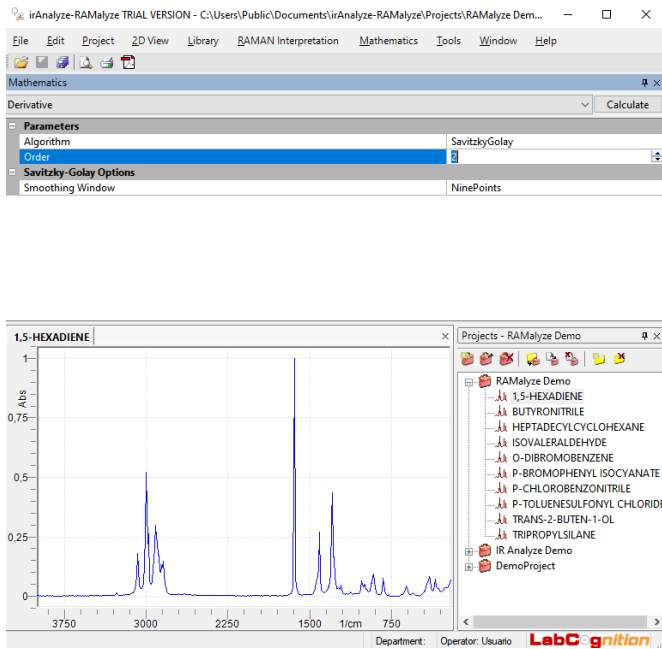 irAnalyze-RAMalyze TRIAL VERSION - C:\Users\Public\Documents\irAnalyze-RAMalyze\Projects\RAMalyze Dem...
File Edit Project 2D View Library RAMAN Interpretation Mathematics Tools Window Help
Mathematics
Derivative Calculate
Parameters
Algorithm SavitzkyGolay
Order 2
Savitzky-Golay Options
Smoothing Window NinePoints
1,5-HEXADIENE
Abs
1
0,75
0,5
0,25
0
3750 3000 2250 1500 1/cm 750
Projects - RAMalyze Demo
RAMalyze Demo
1,5-HEXADIENE
BUTYRONITRILE
HEPTADECYLCYCLOHEXANE
ISOVALERALDEHYDE
O-DIBROMOBENZENE
P-BROMOPHENYL ISOCYANATE
P-CHLOROBENZONITRILE
P-TOLUENESULFONYL CHLORIDE
TRANS-2-BUTEN-1-OL
TRIPROPYLSILANE
IR Analyze Demo
DemoProject
Department: Operator: Usuario LabCognition